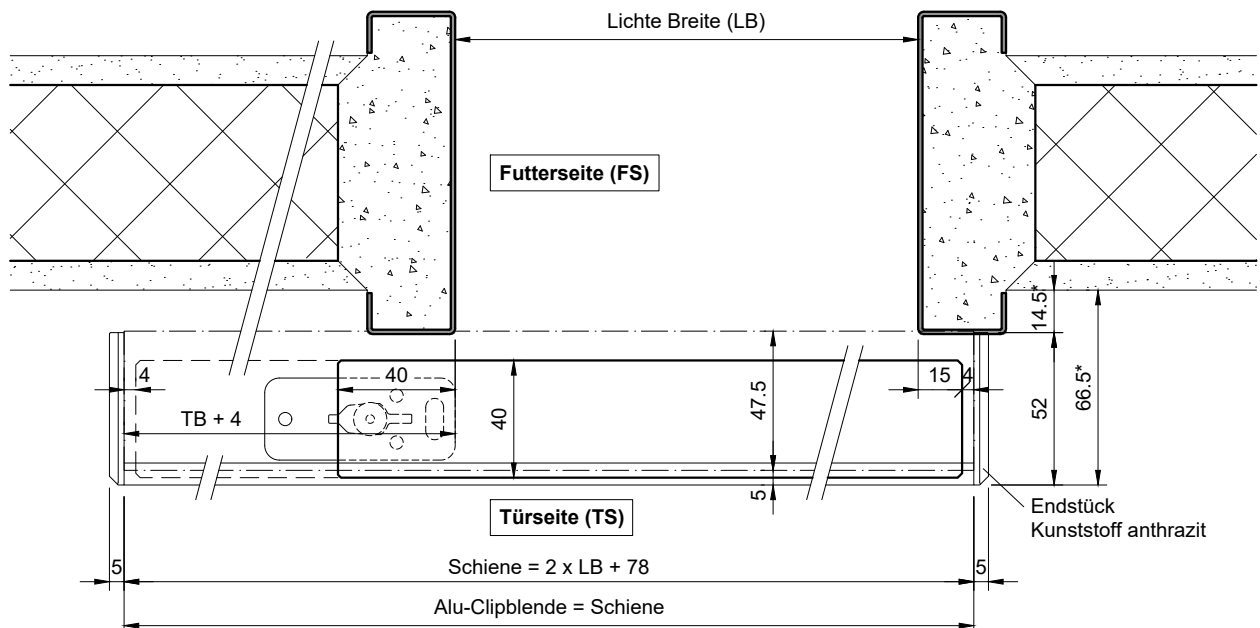 Lichte Breite (LB)
Futterseite (FS)
14.5*
4
40
15
4
47.5
40
52
66.5*
TB + 4
5
Türseite (TS)
Endstück
Kunststoff anthrazit
5
Schiene = 2 x LB + 78
5
Alu-Clipblende = Schiene